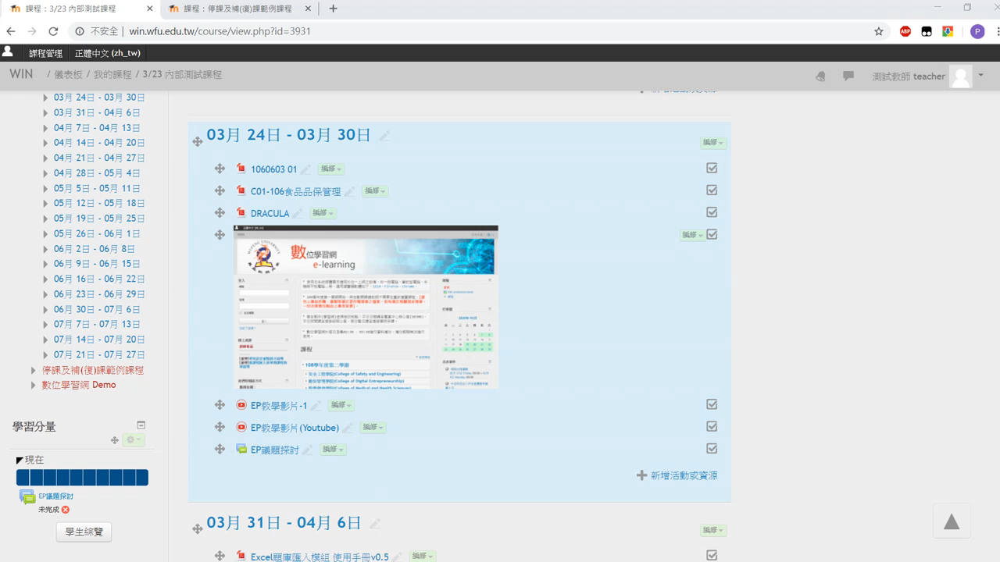 課程：3/23 內部測試課程
課程：停課及補(復)課範例課程
不安全 | win.wfu.edu.tw/course/view.php?id=3931
ABP
P
課程管理 正體中文 (zh_tw)
WIN / 儀表板 / 我的課程 / 3/23 內部測試課程
測試教師 teacher
03月 24日 - 03月 30日
03月 31日 - 04月 6日
04月 7日 - 04月 13日
04月 14日 - 04月 20日
04月 21日 - 04月 27日
04月 28日 - 05月 4日
05月 5日 - 05月 11日
05月 12日 - 05月 18日
05月 19日 - 05月 25日
05月 26日 - 06月 1日
06月 2日 - 06月 8日
06月 9日 - 06月 15日
06月 16日 - 06月 22日
06月 23日 - 06月 29日
06月 30日 - 07月 6日
07月 7日 - 07月 13日
07月 14日 - 07月 20日
07月 21日 - 07月 27日
停課及補(復)課範例課程
數位學習網 Demo
學習分量
現在
EP議題探討
未完成
學生綜覽
03月 24日 - 03月 30日
編修
1060603 01 編修
C01-106食品品保管理 編修
DRACULA 編修
編修
數位學習網
e-learning
課程
108學年度第二學期
安全工程學院(College of Safety and Engineering)
EP教學影片-1 編修
EP教學影片(Youtube) 編修
EP議題探討 編修
新增活動或資源
03月 31日 - 04月 6日
編修
Excel題庫匯入模組 使用手冊v0.5 編修